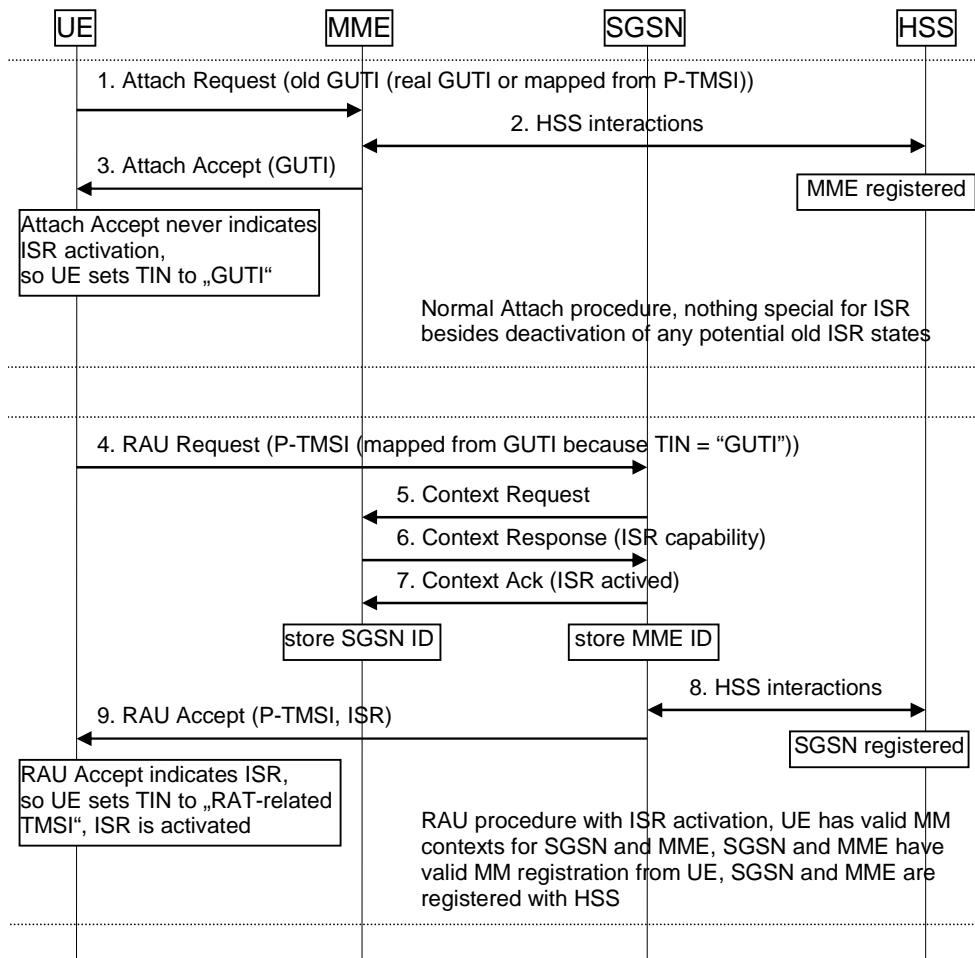 UE MME SGSN HSS
1. Attach Request (old GUTI (real GUTI or mapped from P-TMSI))
2. HSS interactions
3. Attach Accept (GUTI)
MME registered
Attach Accept never indicates
ISR activation,
so UE sets TIN to „GUTI“
Normal Attach procedure, nothing special for ISR
besides deactivation of any potential old ISR states
4. RAU Request (P-TMSI (mapped from GUTI because TIN = “GUTI”))
5. Context Request
6. Context Response (ISR capability)
7. Context Ack (ISR actived)
store SGSN ID
store MME ID
8. HSS interactions
9. RAU Accept (P-TMSI, ISR)
SGSN registered
RAU Accept indicates ISR,
so UE sets TIN to „RAT-related
TMSI“, ISR is activated
RAU procedure with ISR activation, UE has valid MM
contexts for SGSN and MME, SGSN and MME have
valid MM registration from UE, SGSN and MME are
registered with HSS